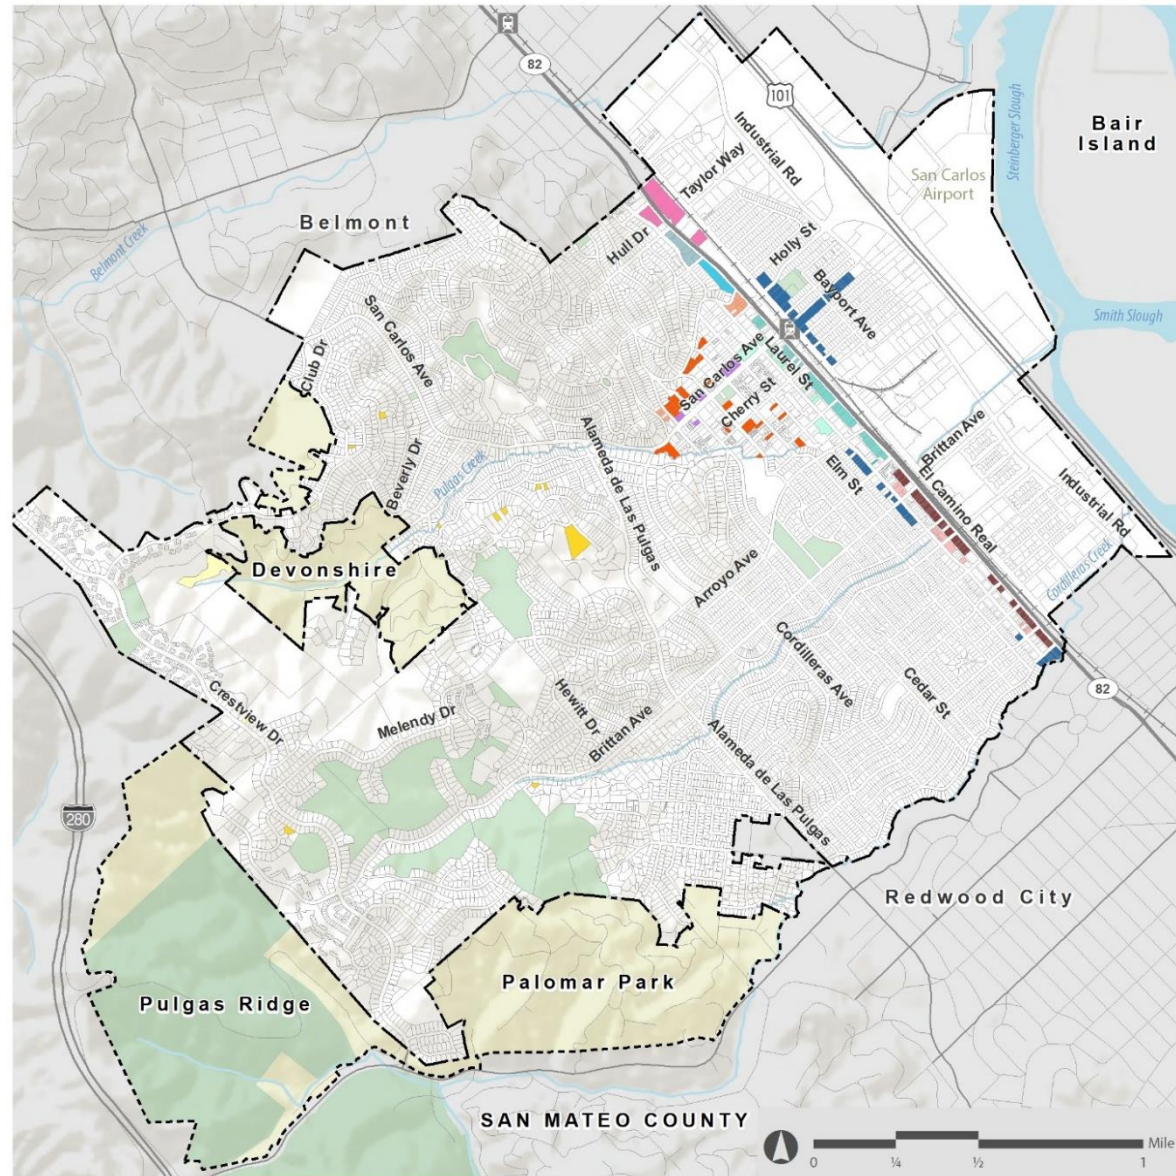 82
101
Bair
Island
Steinberger Slough
Industrial Rd
Taylor Way
San Carlos
Airport
Belmont
Belmont Creek
Hull Dr
Holly St
Bayport Ave
Smith Slough
San Carlos Ave
Club Dr
San Carlos Ave
Laurel St
Cherry St
Brittan Ave
El Camino Real
Industrial Rd
Elm St
Alameda de Las Pulgas
Beverly Dr
Pulgas Creek
Cordilleras Creek
Devonshire
Arroyo Ave
Cordilleras Ave
Cedar St
82
Crestview Dr
Melendy Dr
Hewitt Dr
Brittan Ave
Alameda de Las Pulgas
280
Redwood City
Palomar Park
Pulgas Ridge
SAN MATEO COUNTY
0 ¼ ½ 1 Mile